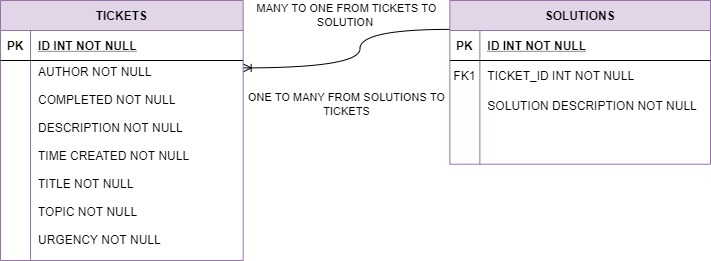 TICKETS
PK ID INT NOT NULL
AUTHOR NOT NULL
COMPLETED NOT NULL
DESCRIPTION NOT NULL
TIME CREATED NOT NULL
TITLE NOT NULL
TOPIC NOT NULL
URGENCY NOT NULL
MANY TO ONE FROM TICKETS TO
SOLUTION
ONE TO MANY FROM SOLUTIONS TO
TICKETS
SOLUTIONS
PK ID INT NOT NULL
FK1 TICKET_ID INT NOT NULL
SOLUTION DESCRIPTION NOT NULL